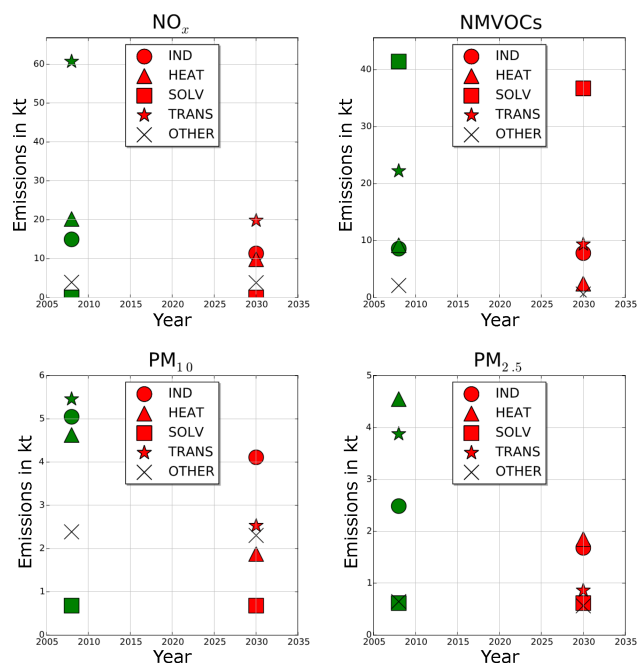 NOx
Emissions in kt
60
50
40
30
20
10
0
IND
HEAT
SOLV
TRANS
OTHER
2005 2010 2015 2020 2025 2030 2035
Year
NMVOCs
Emissions in kt
40
30
20
10
0
IND
HEAT
SOLV
TRANS
OTHER
2005 2010 2015 2020 2025 2030 2035
Year
PM10
Emissions in kt
6
5
4
3
2
1
0
IND
HEAT
SOLV
TRANS
OTHER
2005 2010 2015 2020 2025 2030 2035
Year
PM2.5
Emissions in kt
5
4
3
2
1
0
IND
HEAT
SOLV
TRANS
OTHER
2005 2010 2015 2020 2025 2030 2035
Year